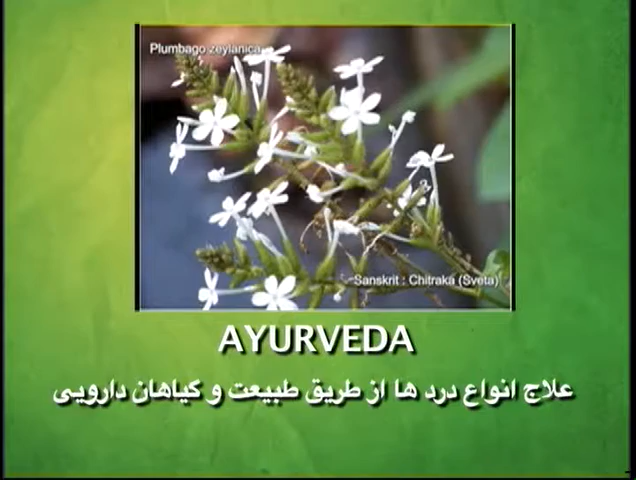 Plumbago zeylanica
Sanskrit : Chitraka (Sveta)
AYURVEDA
علاج انواع درد ها از طریق طبیعت و گیاهان دارویی